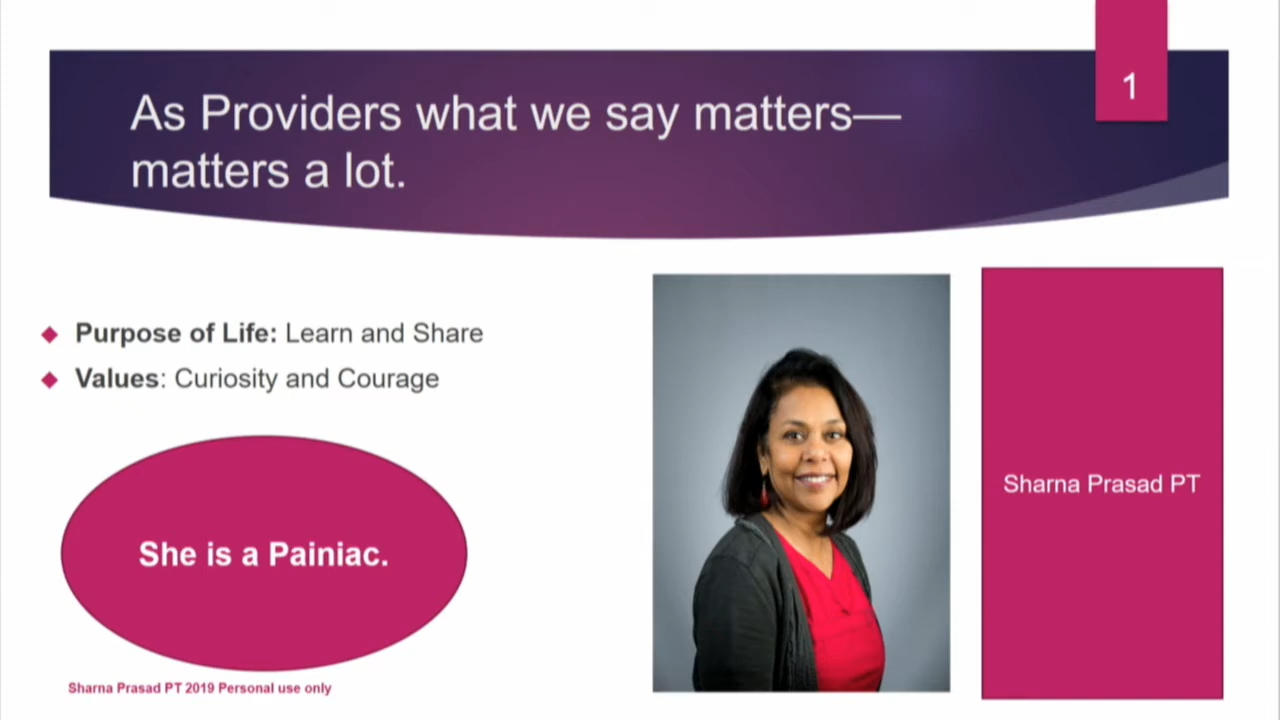 1
As Providers what we say matters—
matters a lot.
Purpose of Life: Learn and Share
Values: Curiosity and Courage
She is a Painiac.
Sharna Prasad PT
Sharna Prasad PT 2019 Personal use only